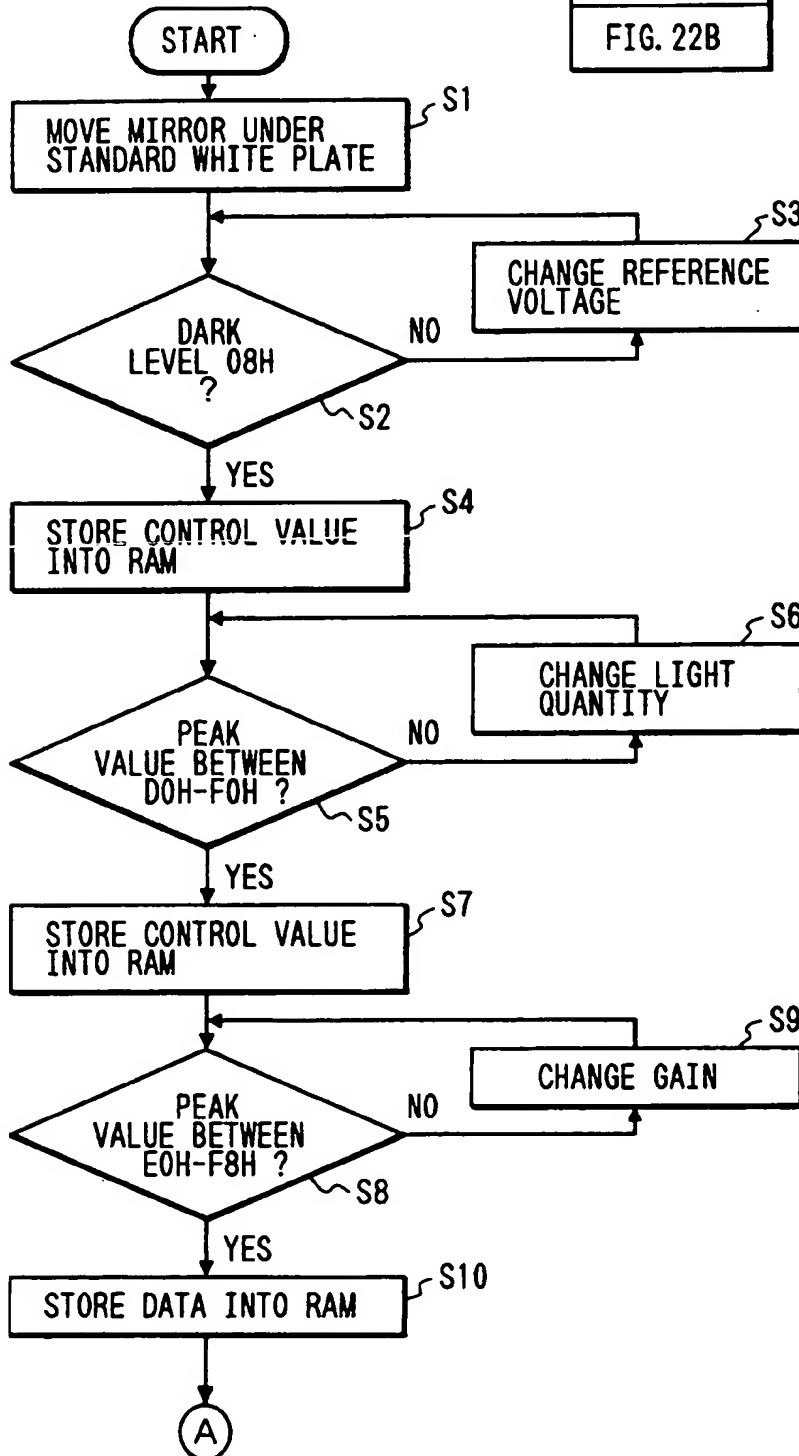 START
FIG. 22B
MOVE MIRROR UNDER
STANDARD WHITE PLATE
S1
CHANGE REFERENCE
VOLTAGE
S3
DARK
LEVEL 08H
?
NO
S2
YES
STORE CONTROL VALUE
INTO RAM
S4
CHANGE LIGHT
QUANTITY
S6
PEAK
VALUE BETWEEN
D0H-F0H ?
NO
S5
YES
STORE CONTROL VALUE
INTO RAM
S7
CHANGE GAIN
S9
PEAK
VALUE BETWEEN
E0H-F8H ?
NO
S8
YES
STORE DATA INTO RAM
S10
A